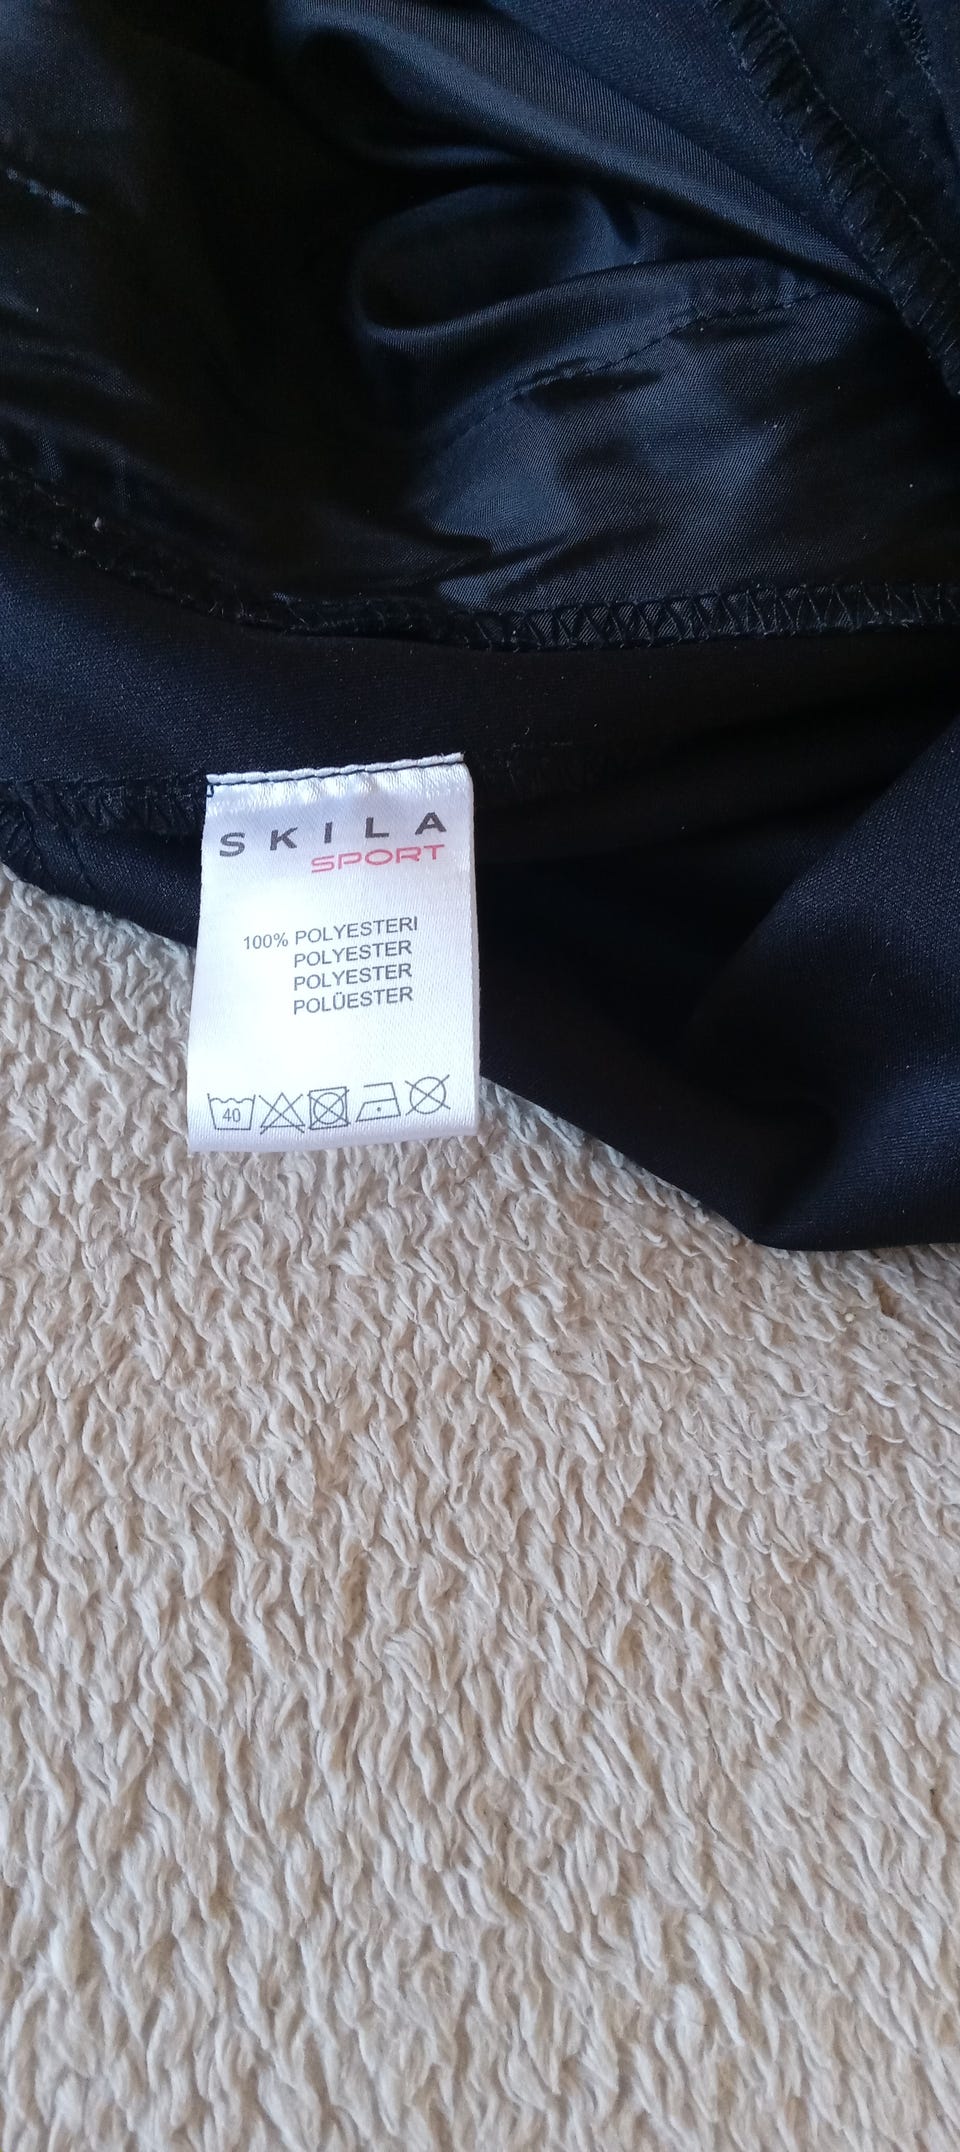 SKILA
SPORT
100% POLYESTERI
POLYESTER
POLYESTER
POLÜESTER
40